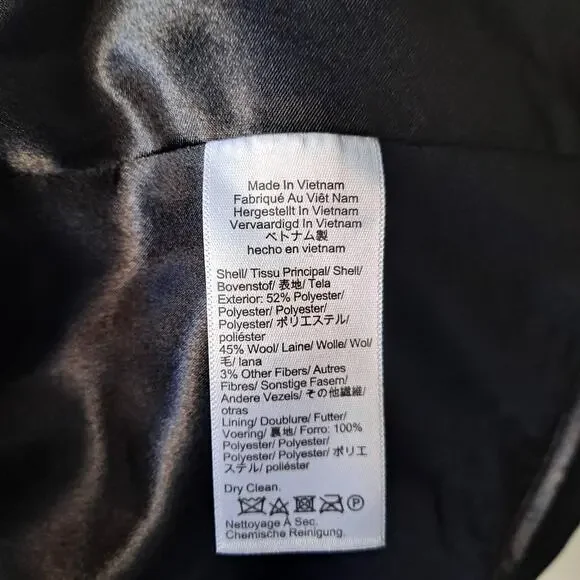 Made In Vietnam
Fabriqué Au Viêt Nam
Hergestellt In Vietnam
Vervaardigd In Vietnam
ベトナム製
hecho en vietnam
Shell/ Tissu Principal/ Shell/
Bovenstof/ 表地/ Tela
Exterior: 52% Polyester/
Polyester/ Polyester/
Polyester/ ポリエステル/
poliéster
45% Wool/ Laine/ Wolle/ Wol/
毛/ lana
3% Other Fibers/ Autres
Fibres/ Sonstige Fasern/
Andere Vezels/ その他繊維/
otras
Lining/ Doublure/ Futter/
Voering/ 裏地/ Forro: 100%
Polyester/ Polyester/
Polyester/ Polyester/ ポリエ
ステル/ poliéster
Dry Clean.
P
Nettoyage À Sec.
Chemische Reinigung.